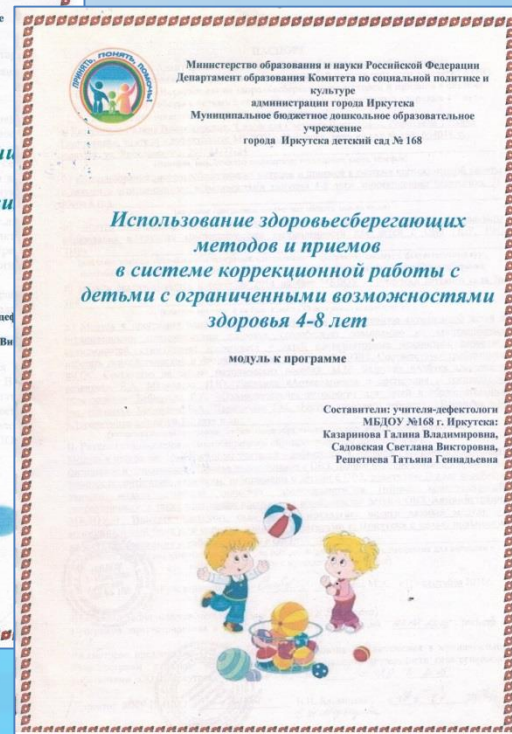 ПРИНЯТЬ, ПОНЯТЬ, ПОМОЧЬ!
Министерство образования и науки Российской Федерации
Департамент образования Комитета по социальной политике и
культуре
администрации города Иркутска
Муниципальное бюджетное дошкольное образовательное
учреждение
города Иркутска детский сад № 168
Использование здоровьесберегающих
методов и приемов
в системе коррекционной работы с
детьми с ограниченными возможностями
здоровья 4-8 лет
модуль к программе
Составители: учителя-дефектологи
МБДОУ №168 г. Иркутска:
Казаринова Галина Владимировна,
Садовская Светлана Викторовна,
Решетнева Татьяна Геннадьевна